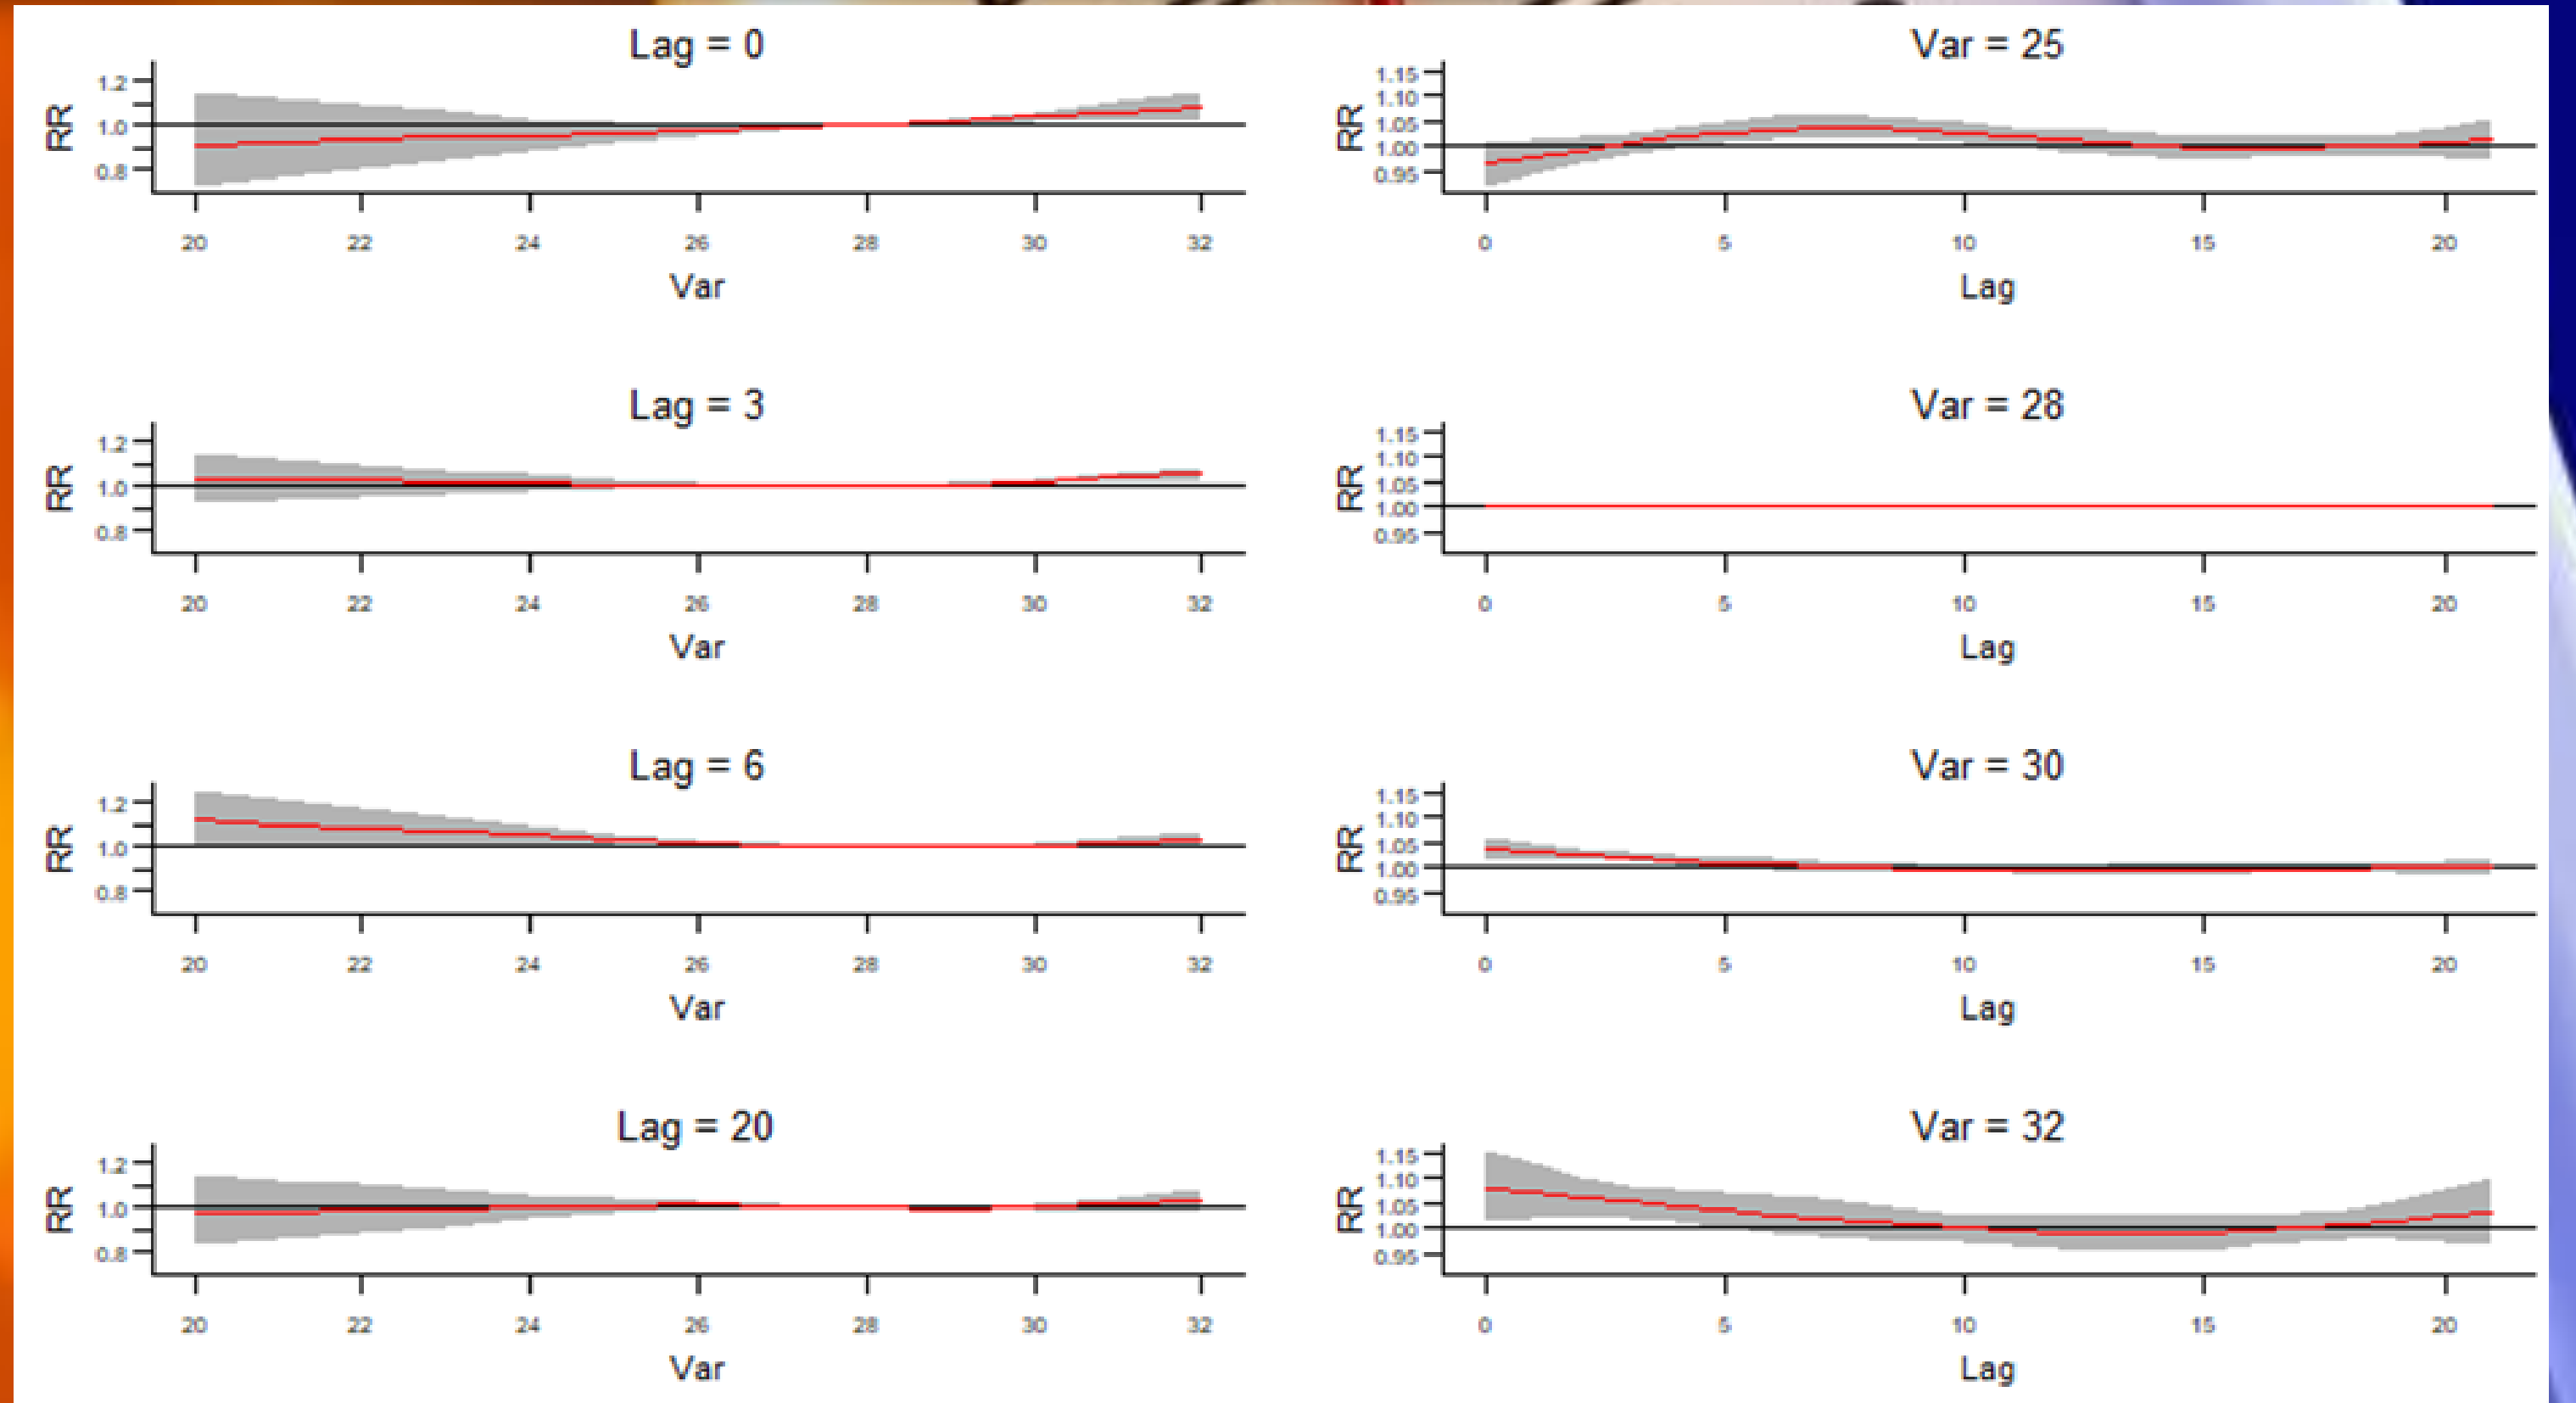 Lag = 0
RR
1.2
1.0
0.8
20 22 24 26 28 30 32
Var
Var = 25
RR
1.15
1.10
1.05
1.00
0.95
0 5 10 15 20
Lag
Lag = 3
RR
1.2
1.0
0.8
20 22 24 26 28 30 32
Var
Var = 28
RR
1.15
1.10
1.05
1.00
0.95
0 5 10 15 20
Lag
Lag = 6
RR
1.2
1.0
0.8
20 22 24 26 28 30 32
Var
Var = 30
RR
1.15
1.10
1.05
1.00
0.95
0 5 10 15 20
Lag
Lag = 20
RR
1.2
1.0
0.8
20 22 24 26 28 30 32
Var
Var = 32
RR
1.15
1.10
1.05
1.00
0.95
0 5 10 15 20
Lag